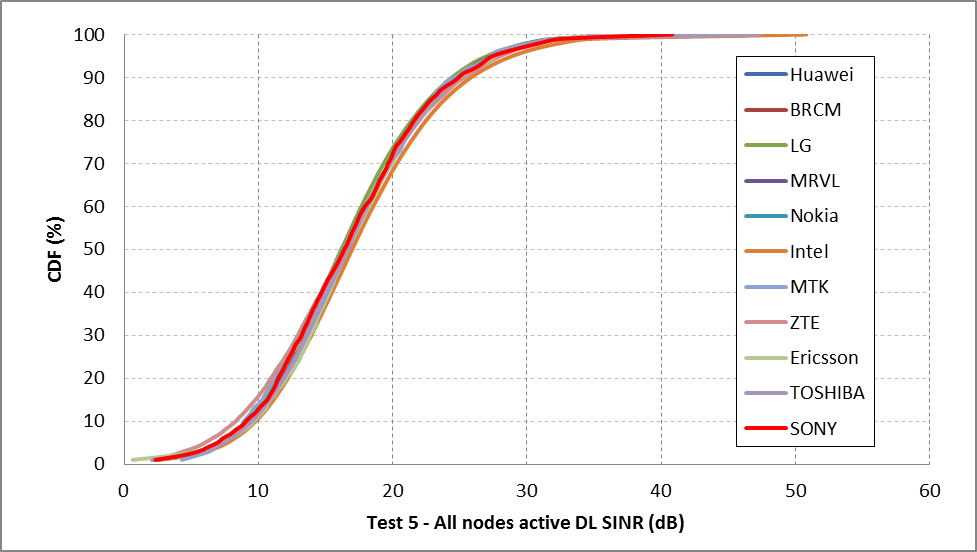 100
90
80
70
60
50
40
30
20
10
0
CDF (%)
Huawei
BRCM
LG
MRVL
Nokia
Intel
MTK
ZTE
Ericsson
TOSHIBA
SONY
0 10 20 30 40 50 60
Test 5 - All nodes active DL SINR (dB)